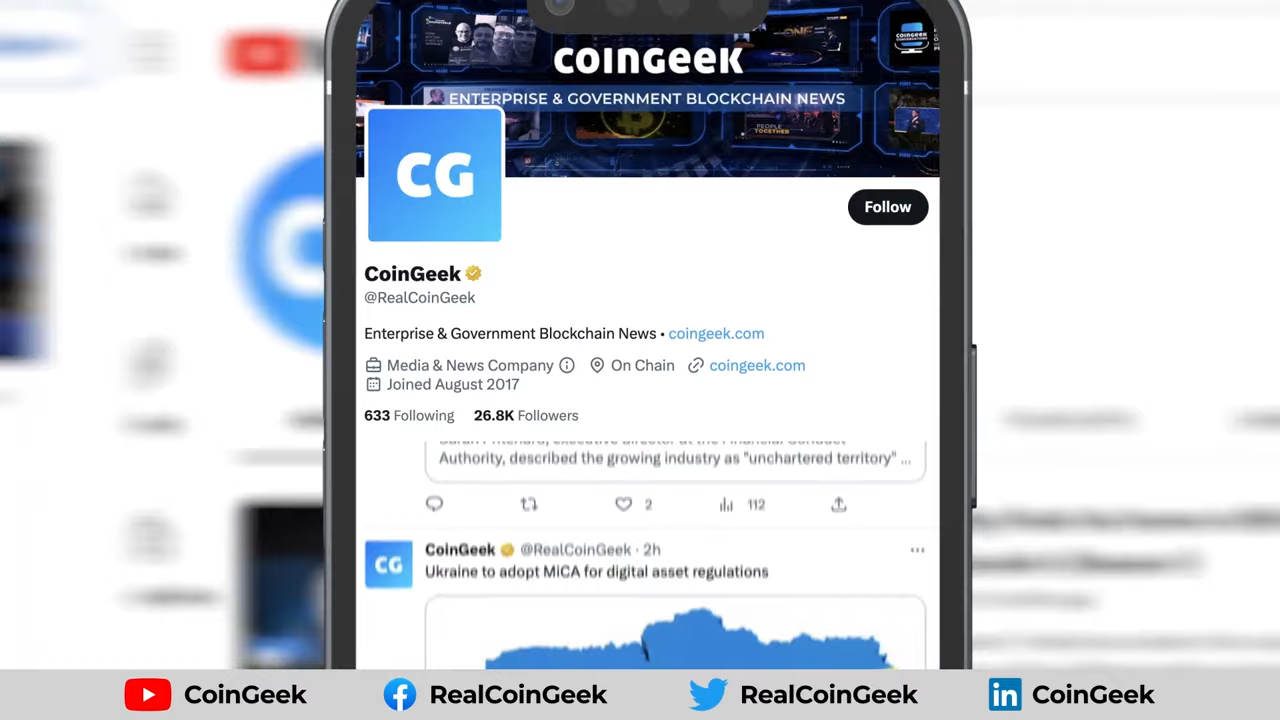 COINGEEK
ENTERPRISE & GOVERNMENT BLOCKCHAIN NEWS
PEOPLE
TOGETHER
CG
Follow
CoinGeek
@RealCoinGeek
Enterprise & Government Blockchain News • coingeek.com
Media & News Company On Chain coingeek.com
Joined August 2017
633 Following 26.8K Followers
Authority, described the growing industry as "unchartered territory" ...
2 112
CG
CoinGeek @RealCoinGeek · 2h
Ukraine to adopt MiCA for digital asset regulations
CoinGeek RealCoinGeek RealCoinGeek CoinGeek